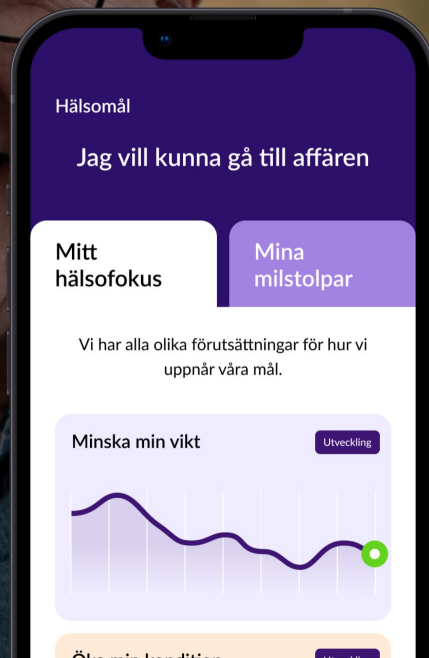 Hälsomål
Jag vill kunna gå till affären
Mitt
hälsofokus
Mina
milstolpar
Vi har alla olika förutsättningar för hur vi
uppnår våra mål.
Minska min vikt
Utveckling